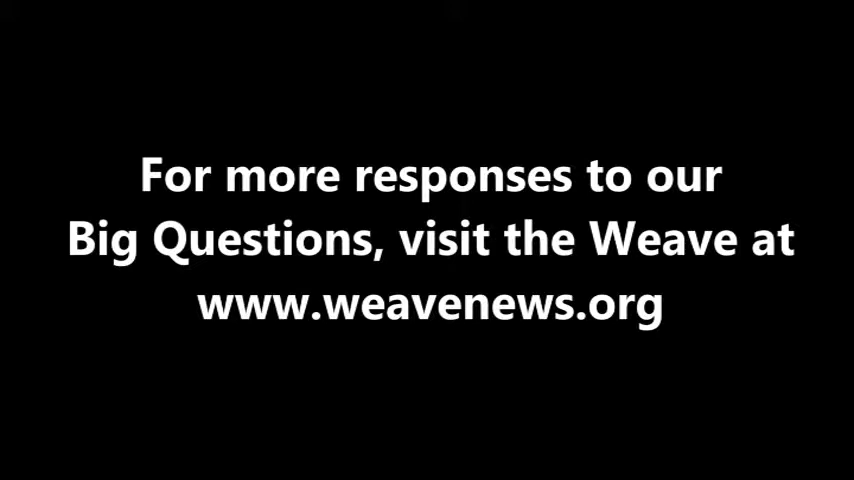 For more responses to our
Big Questions, visit the Weave at
www.weavenews.org